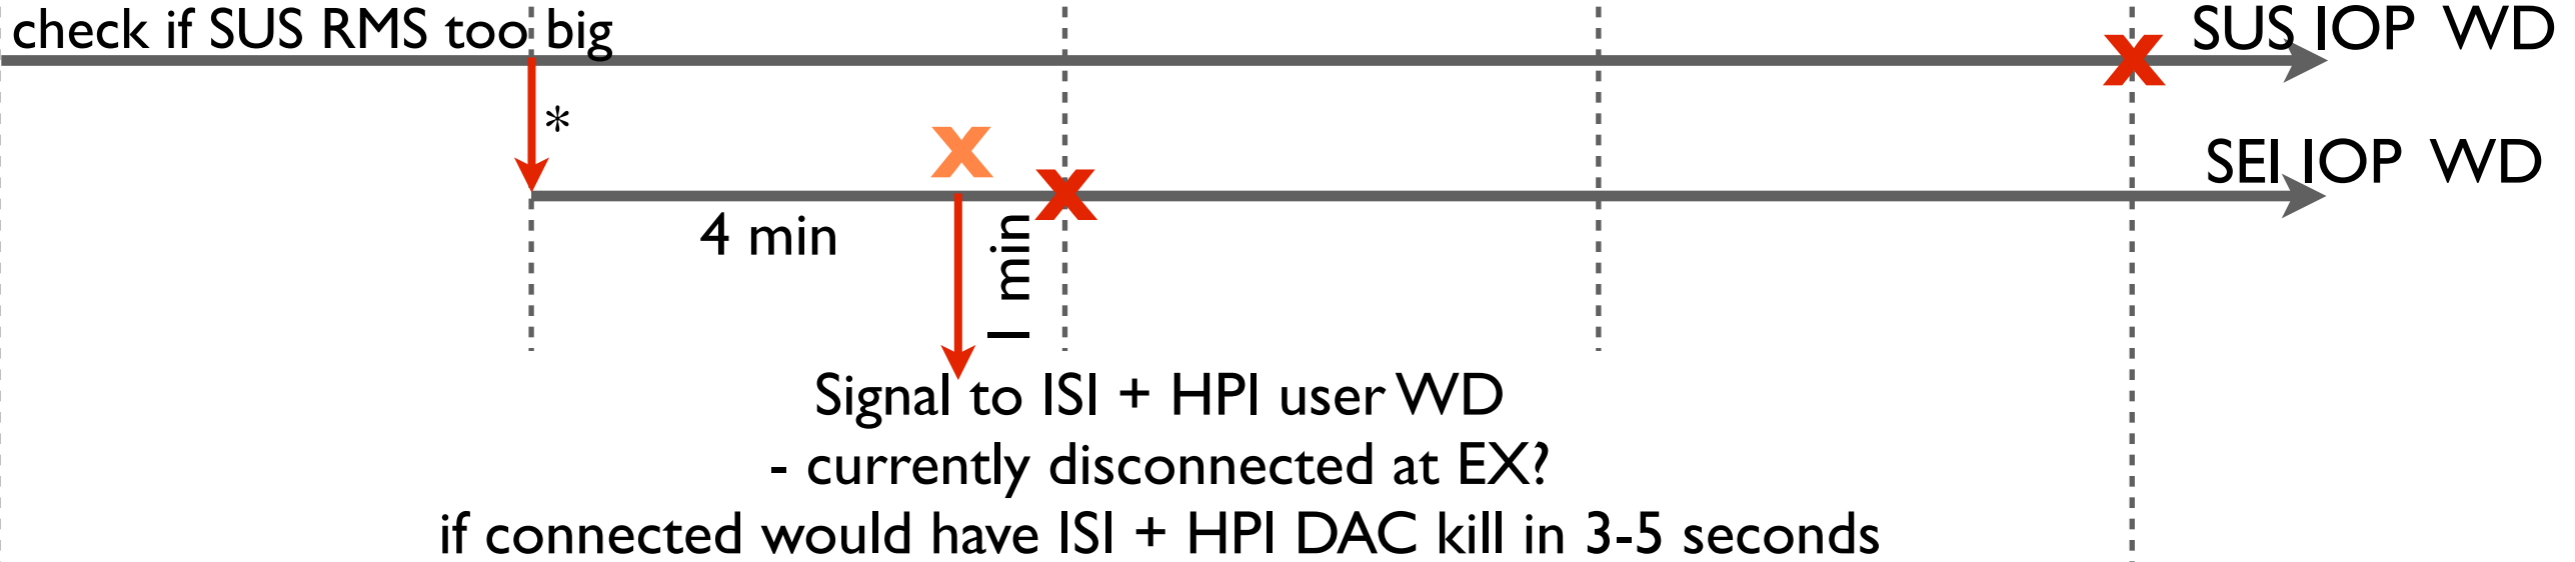 check if SUS RMS too big
SUS IOP WD
*
SEI IOP WD
4 min
1 min
Signal to ISI + HPI user WD
- currently disconnected at EX?
if connected would have ISI + HPI DAC kill in 3-5 seconds